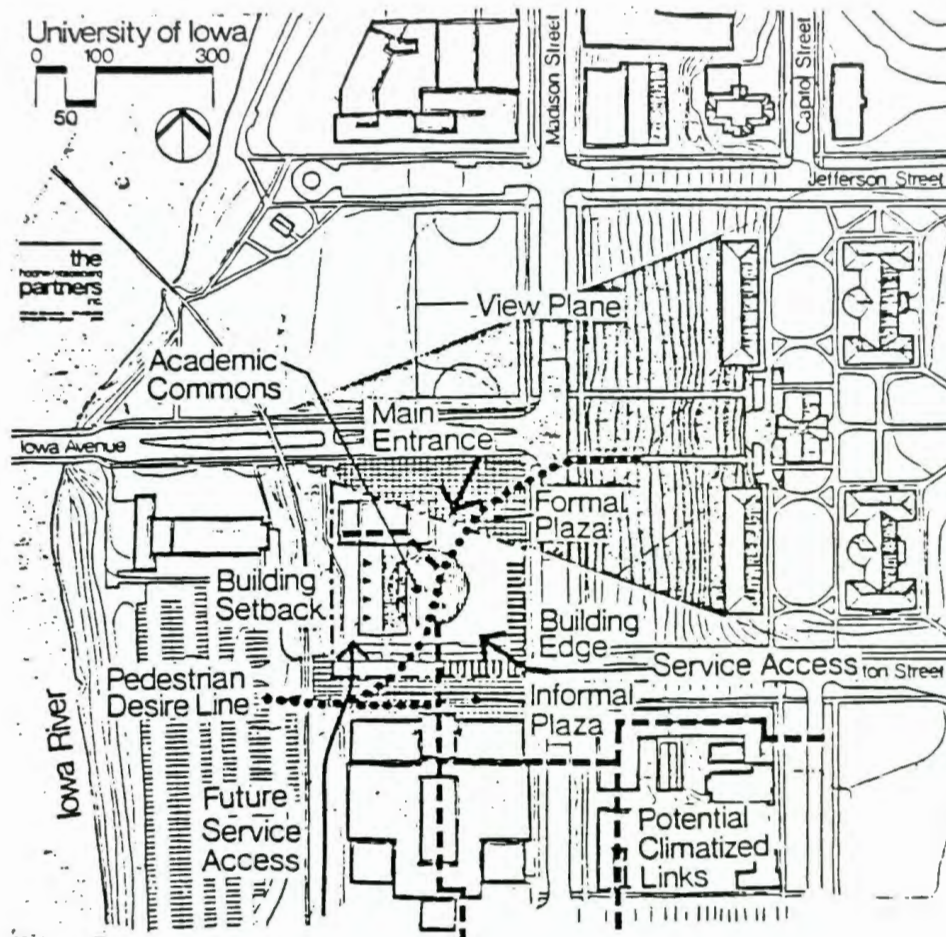 University of Iowa
0 100 300
50
Madison Street
Capitol Street
Jefferson Street
the
partners
View Plane
Academic
Commons
Main
Entrance
Iowa Avenue
Formal
Plaza
Building
Setback
Building
Edge
Service Access
ton Street
Pedestrian
Desire Line
Informal
Plaza
Iowa River
Future
Service
Access
Potential
Climatized
Links